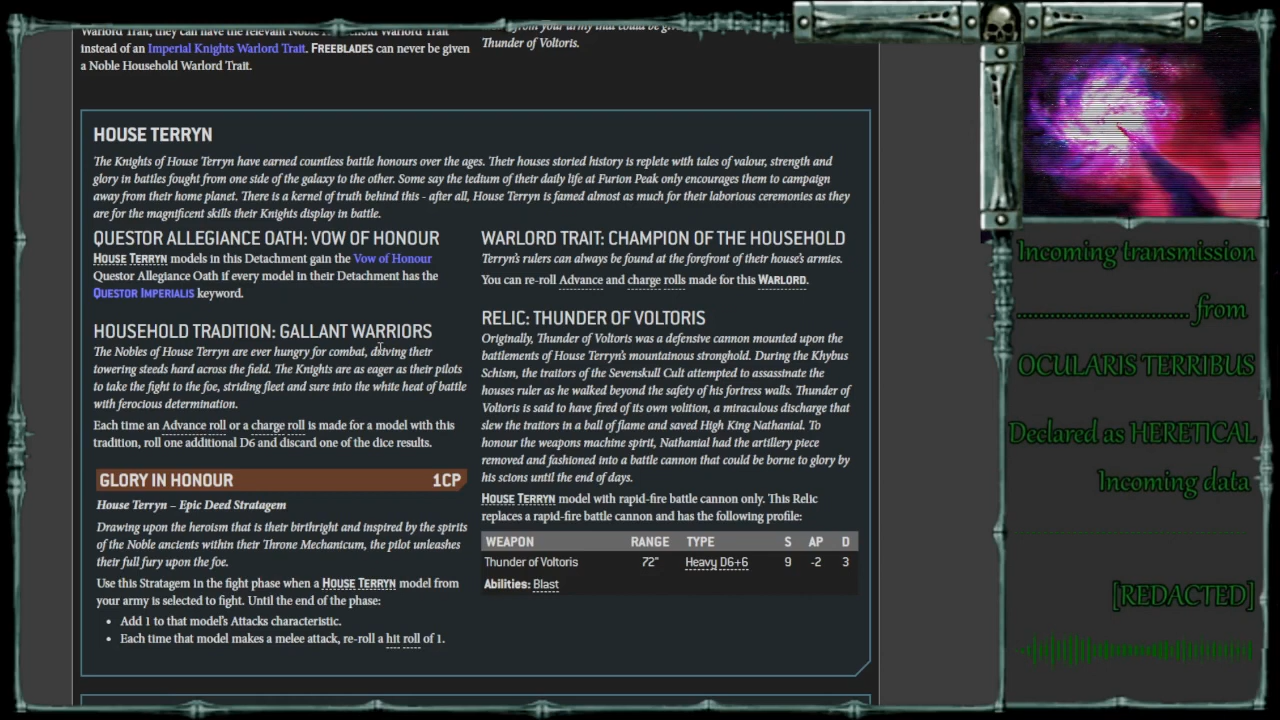 Warlord Trait, they can have the relevant Noble Household Warlord Trait
instead of an Imperial Knights Warlord Trait. FREEBLADES can never be given
a Noble Household Warlord Trait.
from your army that could be
Thunder of Voltoris.
HOUSE TERRYN
The Knights of House Terryn have earned countless battle honours over the ages. Their houses storied history is replete with tales of valour, strength and
glory in battles fought from one side of the galaxy to the other. Some say the tedium of their daily life at Furion Peak only encourages them to campaign
away from their home planet. There is a kernel of truth behind this - after all, House Terryn is famed almost as much for their laborious ceremonies as they
are for the magnificent skills their Knights display in battle.
QUESTOR ALLEGIANCE OATH: VOW OF HONOUR
HOUSE TERRYN models in this Detachment gain the Vow of Honour
Questor Allegiance Oath if every model in their Detachment has the
QUESTOR IMPERIALIS keyword.
HOUSEHOLD TRADITION: GALLANT WARRIORS
The Nobles of House Terryn are ever hungry for combat, driving their
towering steeds hard across the field. The Knights are as eager as their pilots
to take the fight to the foe, striding fleet and sure into the white heat of battle
with ferocious determination.
Each time an Advance roll or a charge roll is made for a model with this
tradition, roll one additional D6 and discard one of the dice results.
GLORY IN HONOUR 1CP
House Terryn – Epic Deed Stratagem
Drawing upon the heroism that is their birthright and inspired by the spirits
of the Noble ancients within their Throne Mechanicum, the pilot unleashes
their full fury upon the foe.
Use this Stratagem in the fight phase when a HOUSE TERRYN model from
your army is selected to fight. Until the end of the phase:
• Add 1 to that model's Attacks characteristic.
• Each time that model makes a melee attack, re-roll a hit roll of 1.
WARLORD TRAIT: CHAMPION OF THE HOUSEHOLD
Terryn's rulers can always be found at the forefront of their house's armies.
You can re-roll Advance and charge rolls made for this WARLORD.
RELIC: THUNDER OF VOLTORIS
Originally, Thunder of Voltoris was a defensive cannon mounted upon the
battlements of House Terryn's mountainous stronghold. During the Khybus
Schism, the traitors of the Sevenskull Cult attempted to assassinate the
houses ruler as he walked beyond the safety of his fortress walls. Thunder of
Voltoris is said to have fired of its own volition, a miraculous discharge that
slew the traitors in a ball of flame and saved High King Nathanial. To
honour the weapons machine spirit, Nathanial had the artillery piece
removed and fashioned into a battle cannon that could be borne to glory by
his scions until the end of days.
HOUSE TERRYN model with rapid-fire battle cannon only. This Relic
replaces a rapid-fire battle cannon and has the following profile:
WEAPON RANGE TYPE S AP D
Thunder of Voltoris 72" Heavy D6+6 9 -2 3
Abilities: Blast
Incoming transmission
............................... from
OCULARIS TERRIBUS
Declared as HERETICAL
Incoming data
[REDACTED]